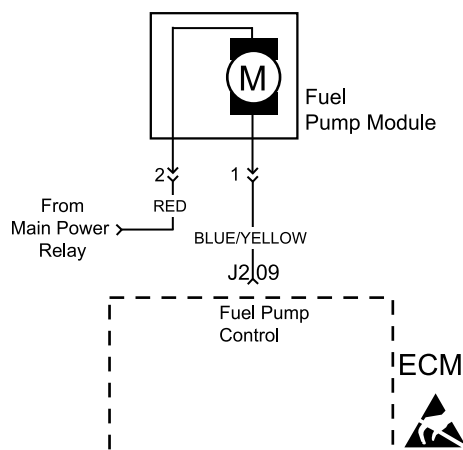 M
Fuel
Pump Module
2
1
From
Main Power
Relay
RED
BLUE/YELLOW
J2 09
Fuel Pump
Control
ECM